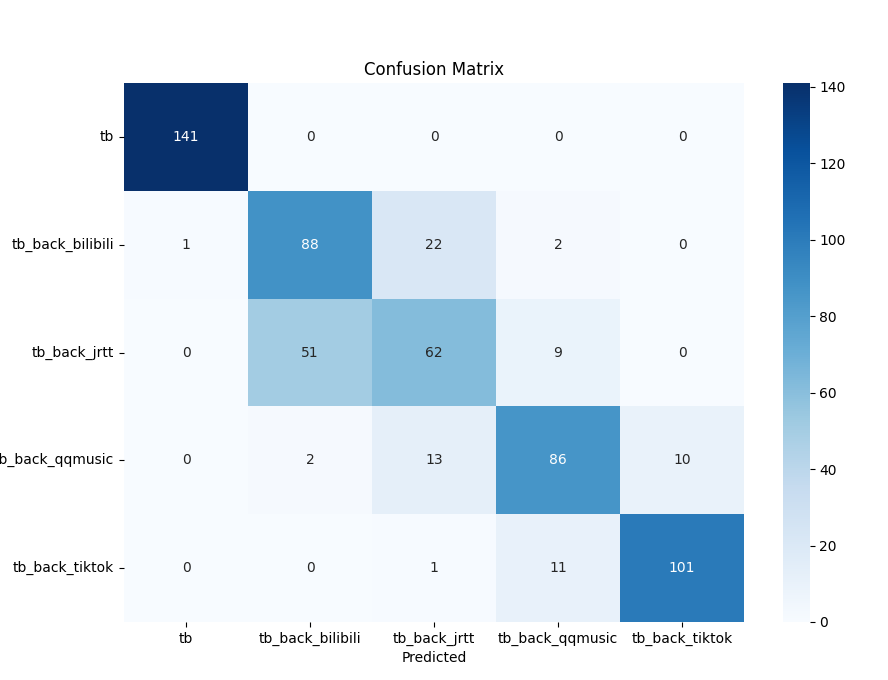 Confusion Matrix
tb 141 0 0 0 0
tb_back_bilibili 1 88 22 2 0
tb_back_jrtt 0 51 62 9 0
b_back_qqmusic 0 2 13 86 10
tb_back_tiktok 0 0 1 11 101
tb tb_back_bilibili tb_back_jrtt tb_back_qqmusic tb_back_tiktok
Predicted
140
120
100
80
60
40
20
0